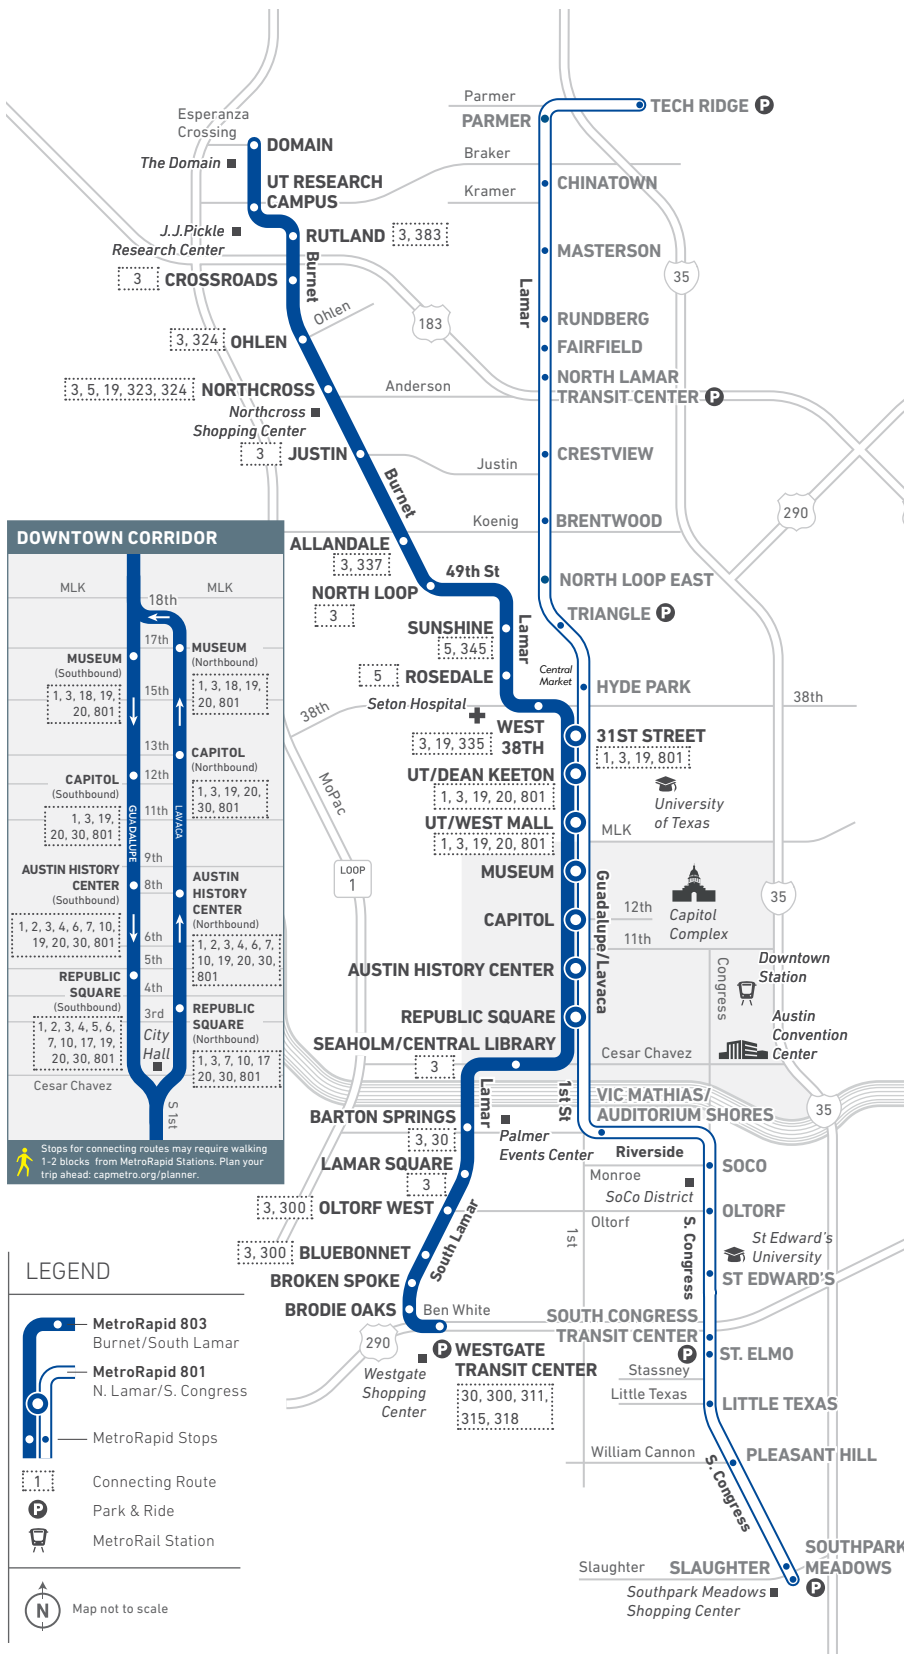 Parmer
TECH RIDGE P
PARMER
Esperanza
Crossing
DOMAIN
The Domain
Braker
UT RESEARCH
CAMPUS
Kramer
CHINATOWN
J.J.Pickle
Research Center
RUTLAND 3, 383
MASTERSON
Burnet
3 CROSSROADS
35
Lamar
Ohlen
183
RUNDBERG
3, 324 OHLEN
FAIRFIELD
NORTH LAMAR
TRANSIT CENTER P
3, 5, 19, 323, 324 NORTHCROSS
Anderson
Northcross
Shopping Center
3 JUSTIN
CRESTVIEW
Justin
Burnet
290
Koenig
BRENTWOOD
ALLANDALE
3, 337
49th St
NORTH LOOP
3
NORTH LOOP EAST
TRIANGLE P
SUNSHINE
5, 345
Lamar
5 ROSEDALE
Central
Market
HYDE PARK
Seton Hospital
38th
38th
WEST
38TH
3, 19, 335
31ST STREET
1, 3, 19, 801
UT/DEAN KEETON
1, 3, 19, 20, 801
University
of Texas
MoPac
UT/WEST MALL
1, 3, 19, 20, 801
MLK
LOOP
1
MUSEUM
Guadalupe/Lavaca
35
CAPITOL
12th
11th
Capitol
Complex
AUSTIN HISTORY CENTER
Congress
Downtown
Station
REPUBLIC SQUARE
Austin
Convention
Center
SEAHOLM/CENTRAL LIBRARY
3
Cesar Chavez
Lamar
1st St
VIC MATHIAS/
AUDITORIUM SHORES
35
BARTON SPRINGS
3, 30
Palmer
Events Center
Riverside
LAMAR SQUARE
3
SOCO
Monroe
SoCo District
3, 300 OLTORF WEST
OLTORF
Oltorf
1st
S. Congress
St Edward's
University
3, 300 BLUEBONNET
South Lamar
BROKEN SPOKE
ST EDWARD'S
BRODIE OAKS
Ben White
SOUTH CONGRESS
TRANSIT CENTER
290
P WESTGATE
TRANSIT CENTER
30, 300, 311,
315, 318
Westgate
Shopping
Center
P ST. ELMO
Stassney
Little Texas
LITTLE TEXAS
William Cannon
PLEASANT HILL
S. Congress
SOUTHPARK
MEADOWS
P
Slaughter
SLAUGHTER
Southpark Meadows
Shopping Center
DOWNTOWN CORRIDOR
MLK
MLK
18th
17th
MUSEUM
(Southbound)
1, 3, 18, 19,
20, 801
MUSEUM
(Northbound)
1, 3, 18, 19,
20, 801
15th
13th
CAPITOL
(Northbound)
1, 3, 19, 20,
30, 801
12th
CAPITOL
(Southbound)
1, 3, 19,
20, 30, 801
11th
GUADALUPE
LAVACA
9th
AUSTIN HISTORY
CENTER
(Southbound)
1, 2, 3, 4, 6, 7, 10,
19, 20, 30, 801
8th
AUSTIN
HISTORY
CENTER
(Northbound)
1, 2, 3, 4, 6, 7,
10, 19, 20, 30,
801
6th
5th
REPUBLIC
SQUARE
(Southbound)
1, 2, 3, 4, 5, 6,
7, 10, 17, 19,
20, 30, 801
4th
3rd
REPUBLIC
SQUARE
(Northbound)
1, 3, 7, 10, 17
20, 30, 801
City
Hall
Cesar Chavez
S 1st
Stops for connecting routes may require walking
1-2 blocks from MetroRapid Stations. Plan your
trip ahead: capmetro.org/planner.
LEGEND
MetroRapid 803
Burnet/South Lamar
MetroRapid 801
N. Lamar/S. Congress
MetroRapid Stops
1 Connecting Route
P Park & Ride
MetroRail Station
N Map not to scale